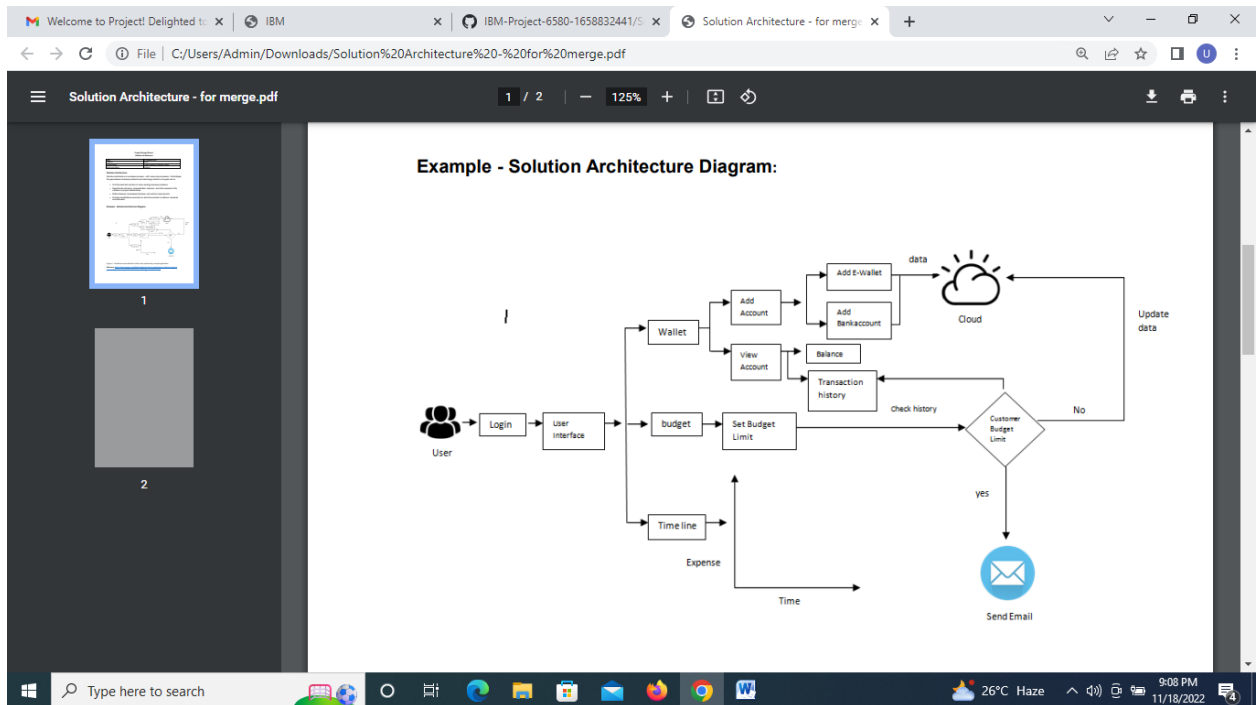 Welcome to Project! Delighted to
IBM
IBM-Project-6580-1658832441/S
Solution Architecture - for merge
File
C:/Users/Admin/Downloads/Solution%20Architecture%20-%20for%20merge.pdf
U
Solution Architecture - for merge.pdf
1 / 2
125%
1
2
Example - Solution Architecture Diagram:
User
Login
User
Interface
Wallet
Add
Account
Add E-Wallet
Add
Bankaccount
data
Cloud
Update
data
View
Account
Balance
Transaction
history
Check history
budget
Set Budget
Limit
Customer
Budget
Limit
No
yes
Send Email
Time line
Expense
Time
Type here to search
W
26°C Haze
9:08 PM
11/18/2022
4